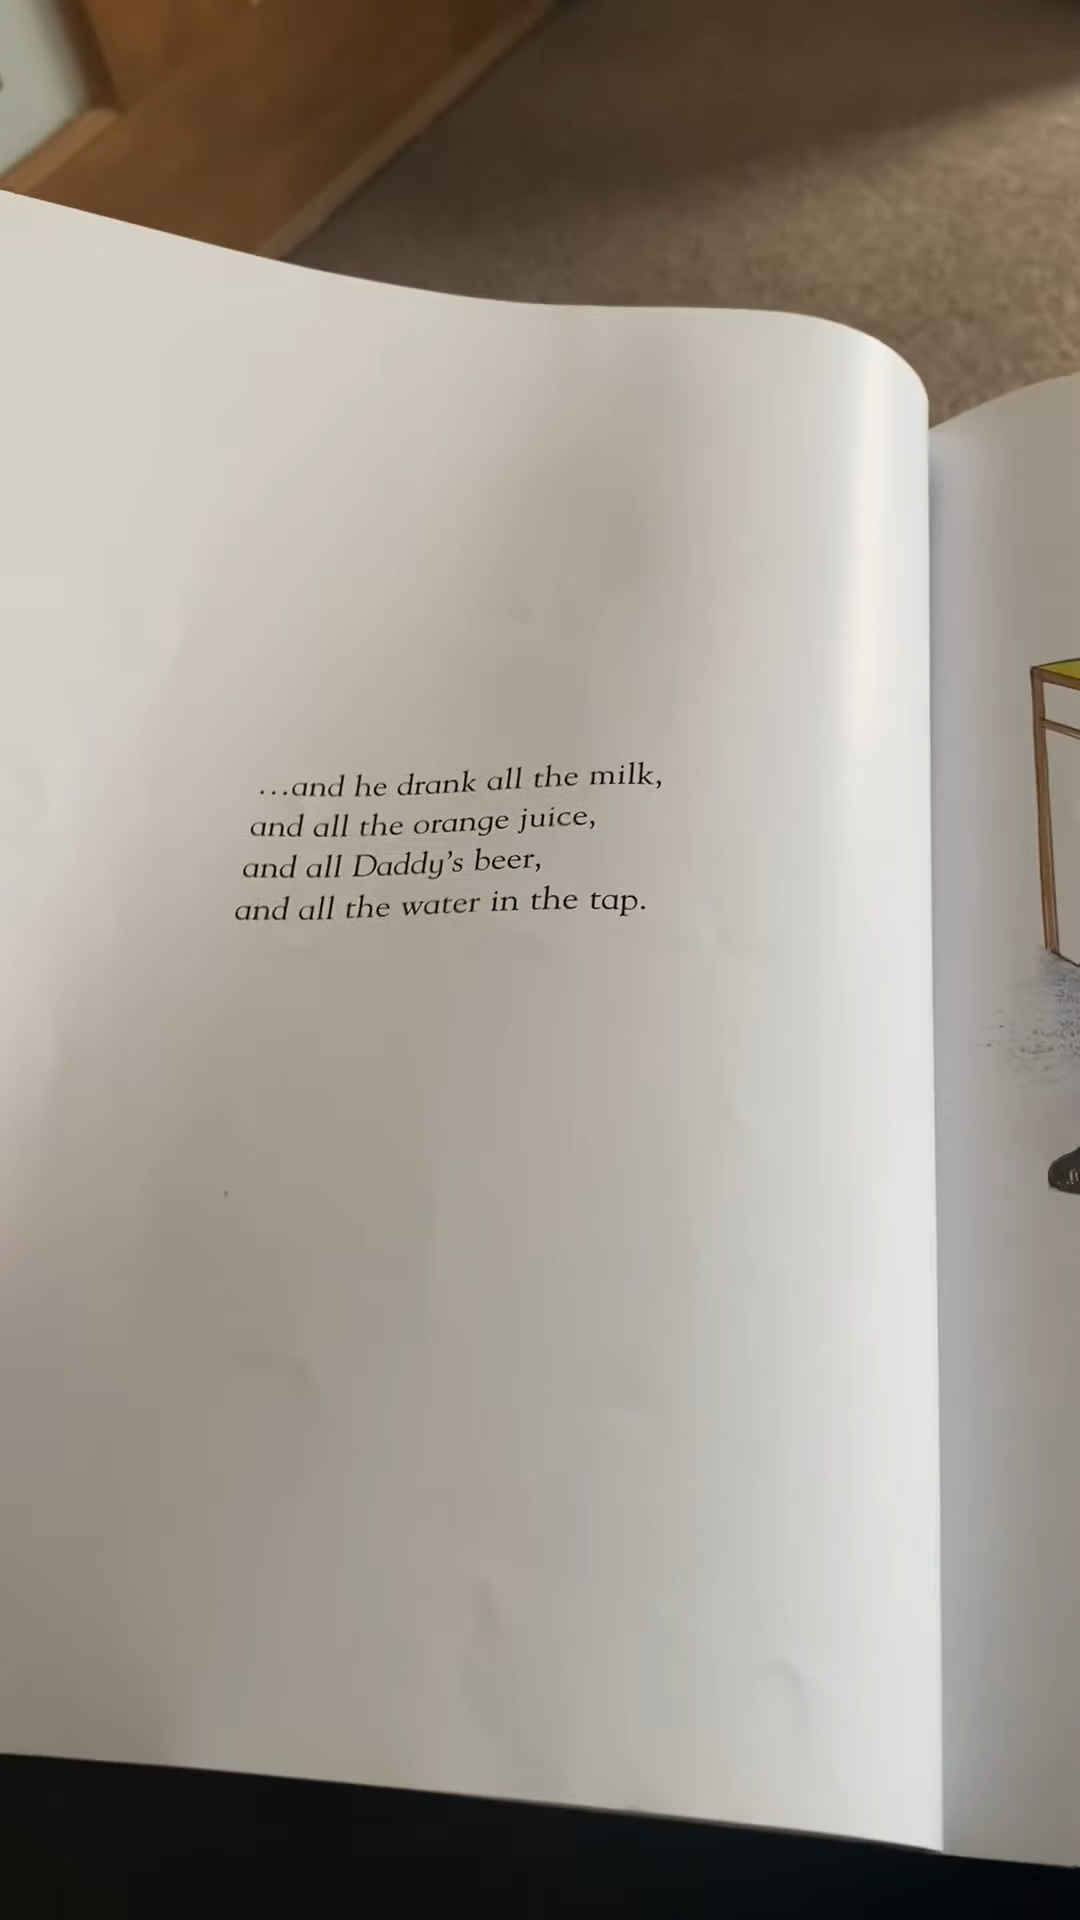 ...and he drank all the milk,
and all the orange juice,
and all Daddy's beer,
and all the water in the tap.